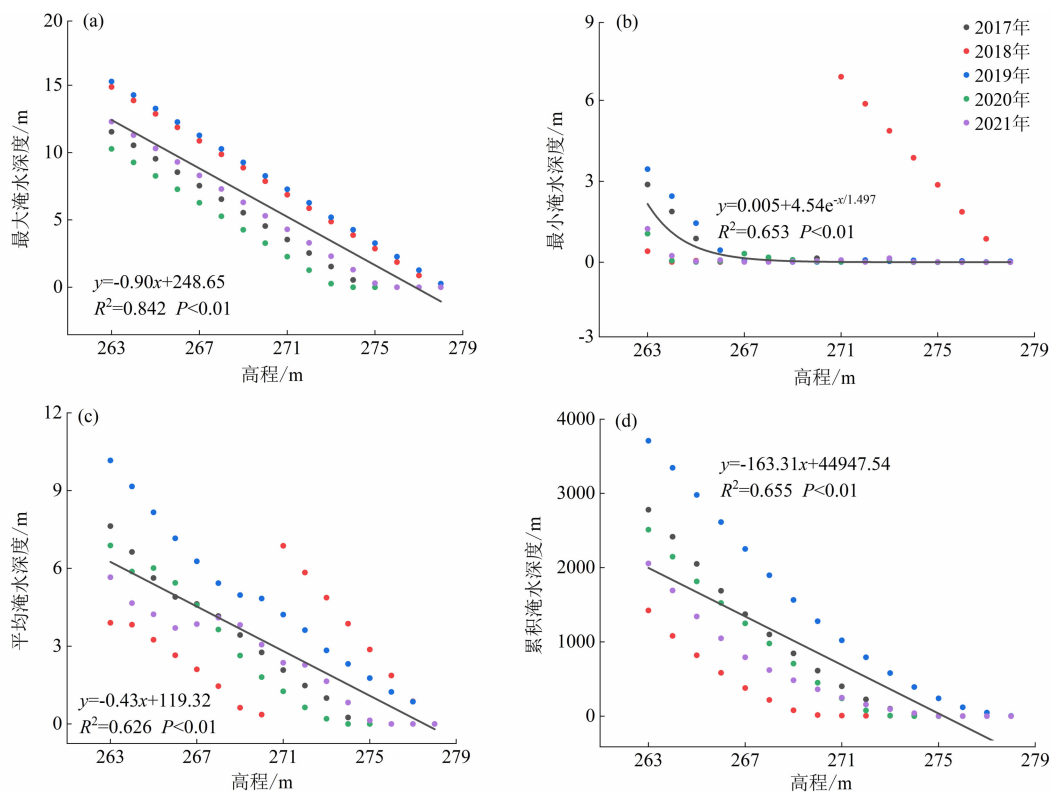 (a)
最大淹水深度/m
20
15
10
5
0
y=-0.90x+248.65
R²=0.842 P<0.01
263 267 271 275 279
高程/m
(b)
最小淹水深度/m
9
6
3
0
-3
2017年
2018年
2019年
2020年
2021年
y=0.005+4.54e^{-x/1.497}
R²=0.653 P<0.01
263 267 271 275 279
高程/m
(c)
平均淹水深度/m
12
9
6
3
0
y=-0.43x+119.32
R²=0.626 P<0.01
263 267 271 275 279
高程/m
(d)
累积淹水深度/m
4000
3000
2000
1000
0
y=-163.31x+44947.54
R²=0.655 P<0.01
263 267 271 275 279
高程/m